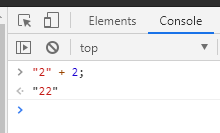 Elements Console
top
> "2" + 2;
"22"
>